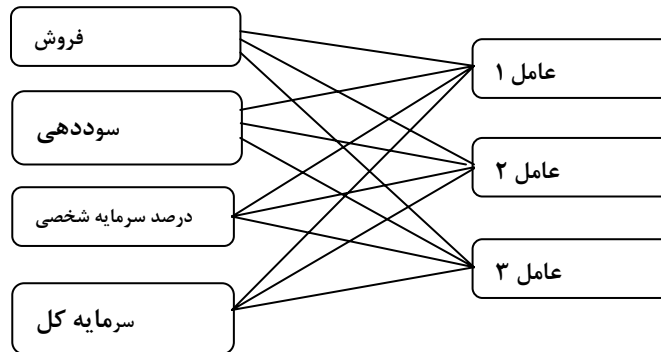 فروش
سوددهی
درصد سرمایه شخصی
سرمایه کل
عامل ۱
عامل ۲
عامل ۳